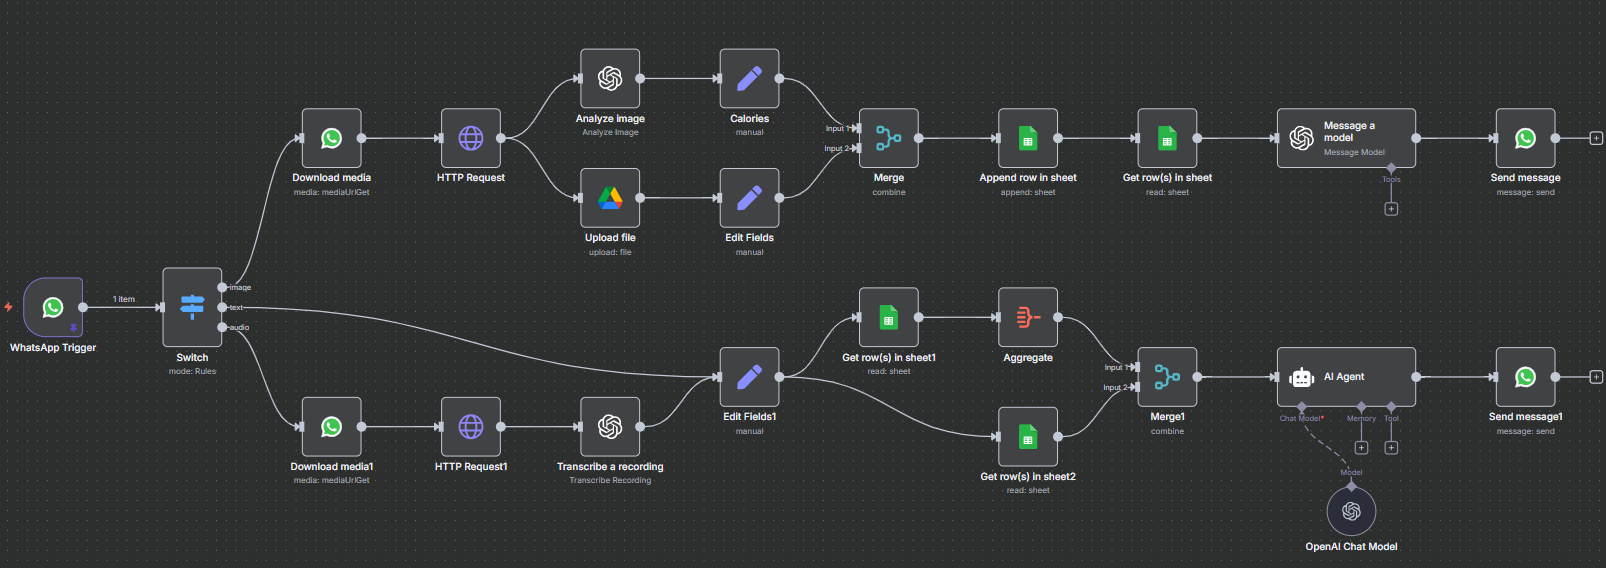 Analyze image
Analyze Image
Calories
manual
Download media
media: mediaUrlGet
HTTP Request
Upload file
upload: file
Edit Fields
manual
Input 1
Input 2
Merge
combine
Append row in sheet
append: sheet
Get row(s) in sheet
read: sheet
Message a
model
Message Model
Tools
Send message
message: send
WhatsApp Trigger
1 item
Switch
mode: Rules
image
text
audio
Download media1
media: mediaUrlGet
HTTP Request1
Transcribe a recording
Transcribe Recording
Edit Fields1
manual
Get row(s) in sheet1
read: sheet
Aggregate
Get row(s) in sheet2
read: sheet
Input 1
Input 2
Merge1
combine
AI Agent
Chat Model*
Memory
Tool
Model
OpenAI Chat Model
Send message1
message: send